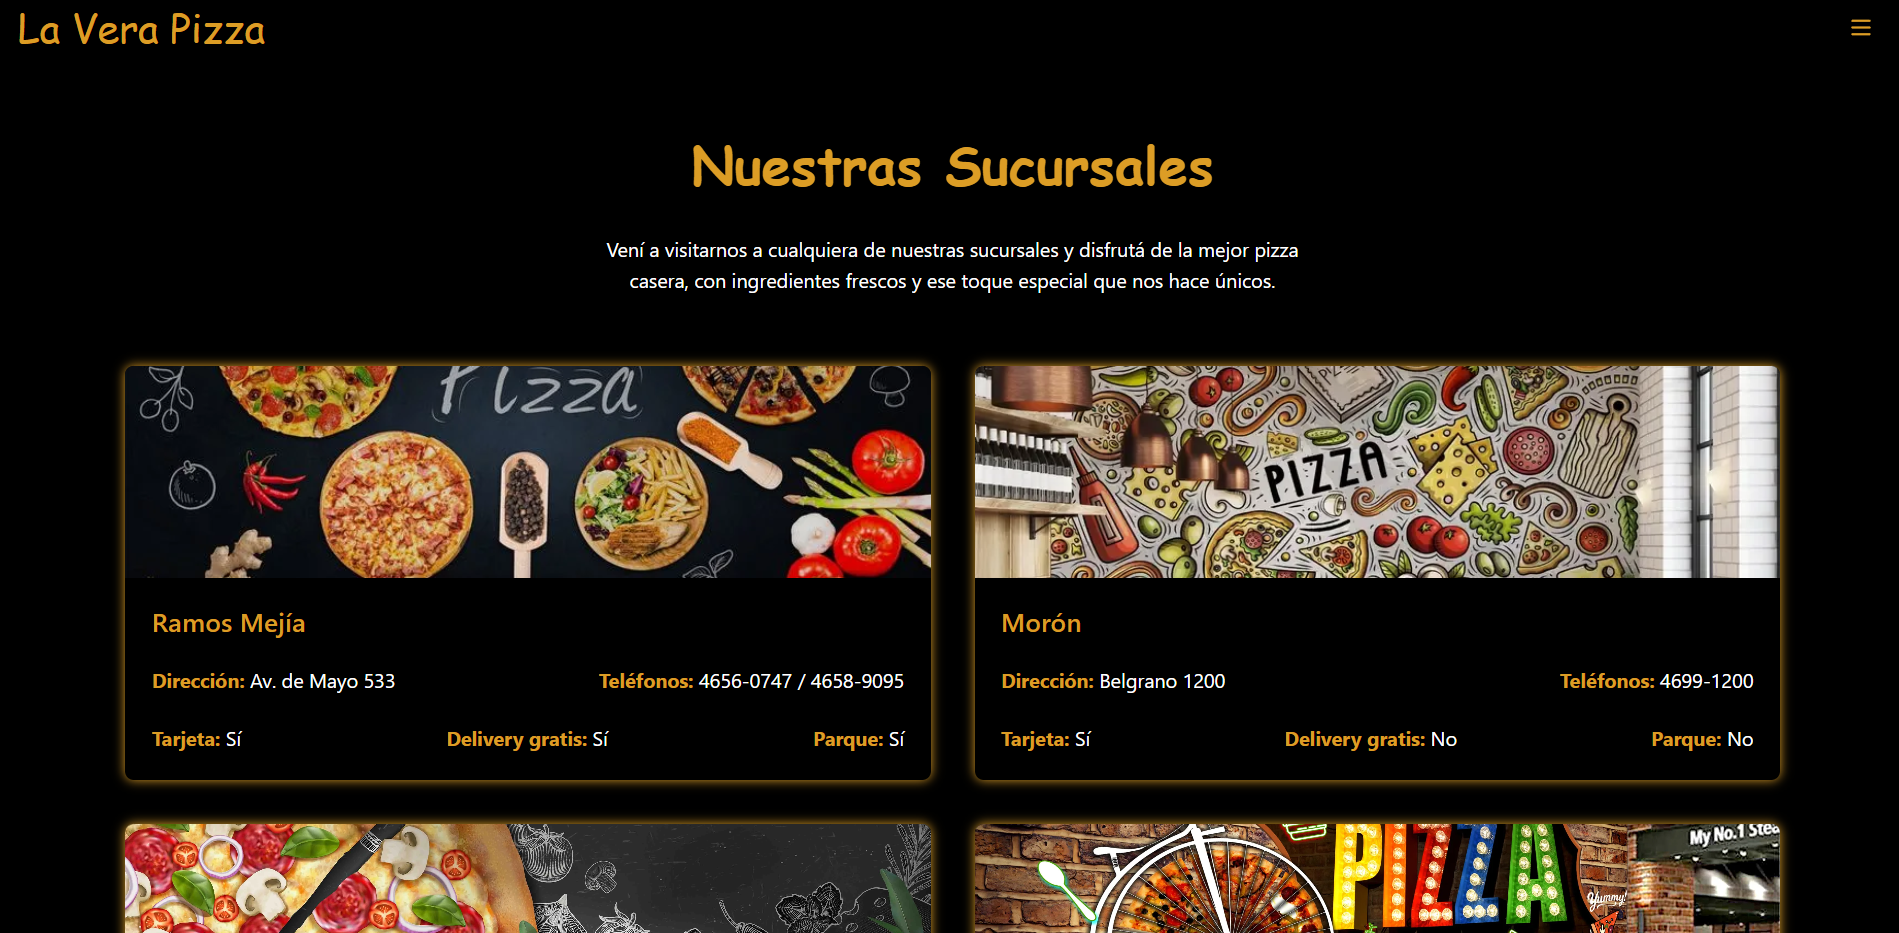 La Vera Pizza
Nuestras Sucursales
Vení a visitarnos a cualquiera de nuestras sucursales y disfrutá de la mejor pizza
casera, con ingredientes frescos y ese toque especial que nos hace únicos.
Pizza
PIZZA
Ramos Mejía
Dirección: Av. de Mayo 533
Teléfonos: 4656-0747 / 4658-9095
Tarjeta: Sí
Delivery gratis: Sí
Parque: Sí
Morón
Dirección: Belgrano 1200
Teléfonos: 4699-1200
Tarjeta: Sí
Delivery gratis: No
Parque: No
PIZZA
My No.1 Stea
Yummy!